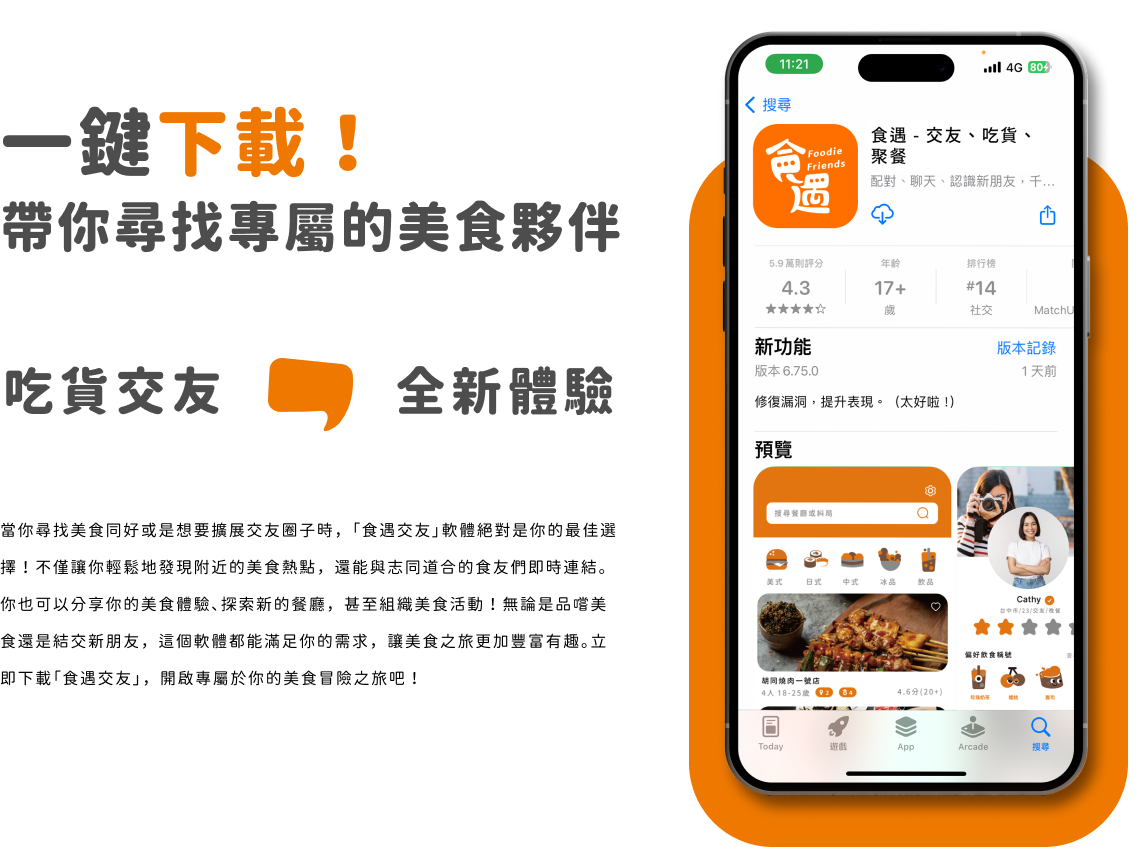 一鍵下載！
帶你尋找專屬的美食夥伴
吃貨交友 全新體驗
當你尋找美食同好或是想要擴展交友圈子時，「食遇交友」軟體絕對是你的最佳選
擇！不僅讓你輕鬆地發現附近的美食熱點，還能與志同道合的食友們即時連結。
你也可以分享你的美食體驗、探索新的餐廳，甚至組織美食活動！無論是品嚐美
食還是結交新朋友，這個軟體都能滿足你的需求，讓美食之旅更加豐富有趣。立
即下載「食遇交友」，開啟專屬於你的美食冒險之旅吧！
11:21
4G 80
搜尋
食遇
Foodie
Friends
食遇 - 交友、吃貨、
聚餐
配對、聊天、認識新朋友，千...
5.9 萬則評分 年齡 排行榜
4.3 17+ #14
歲 社交 MatchU
新功能 版本記錄
版本 6.75.0 1 天前
修復漏洞，提升表現。（太好啦！）
預覽
搜尋餐廳或糾局
美式 日式 中式 冰品 飲品
胡同燒肉一號店
4人 18-25歲 2 4 4.6分(20+)
Cathy
台中市/23/交友/晚餐
偏好飲食稱號
Today 遊戲 App Arcade 搜尋